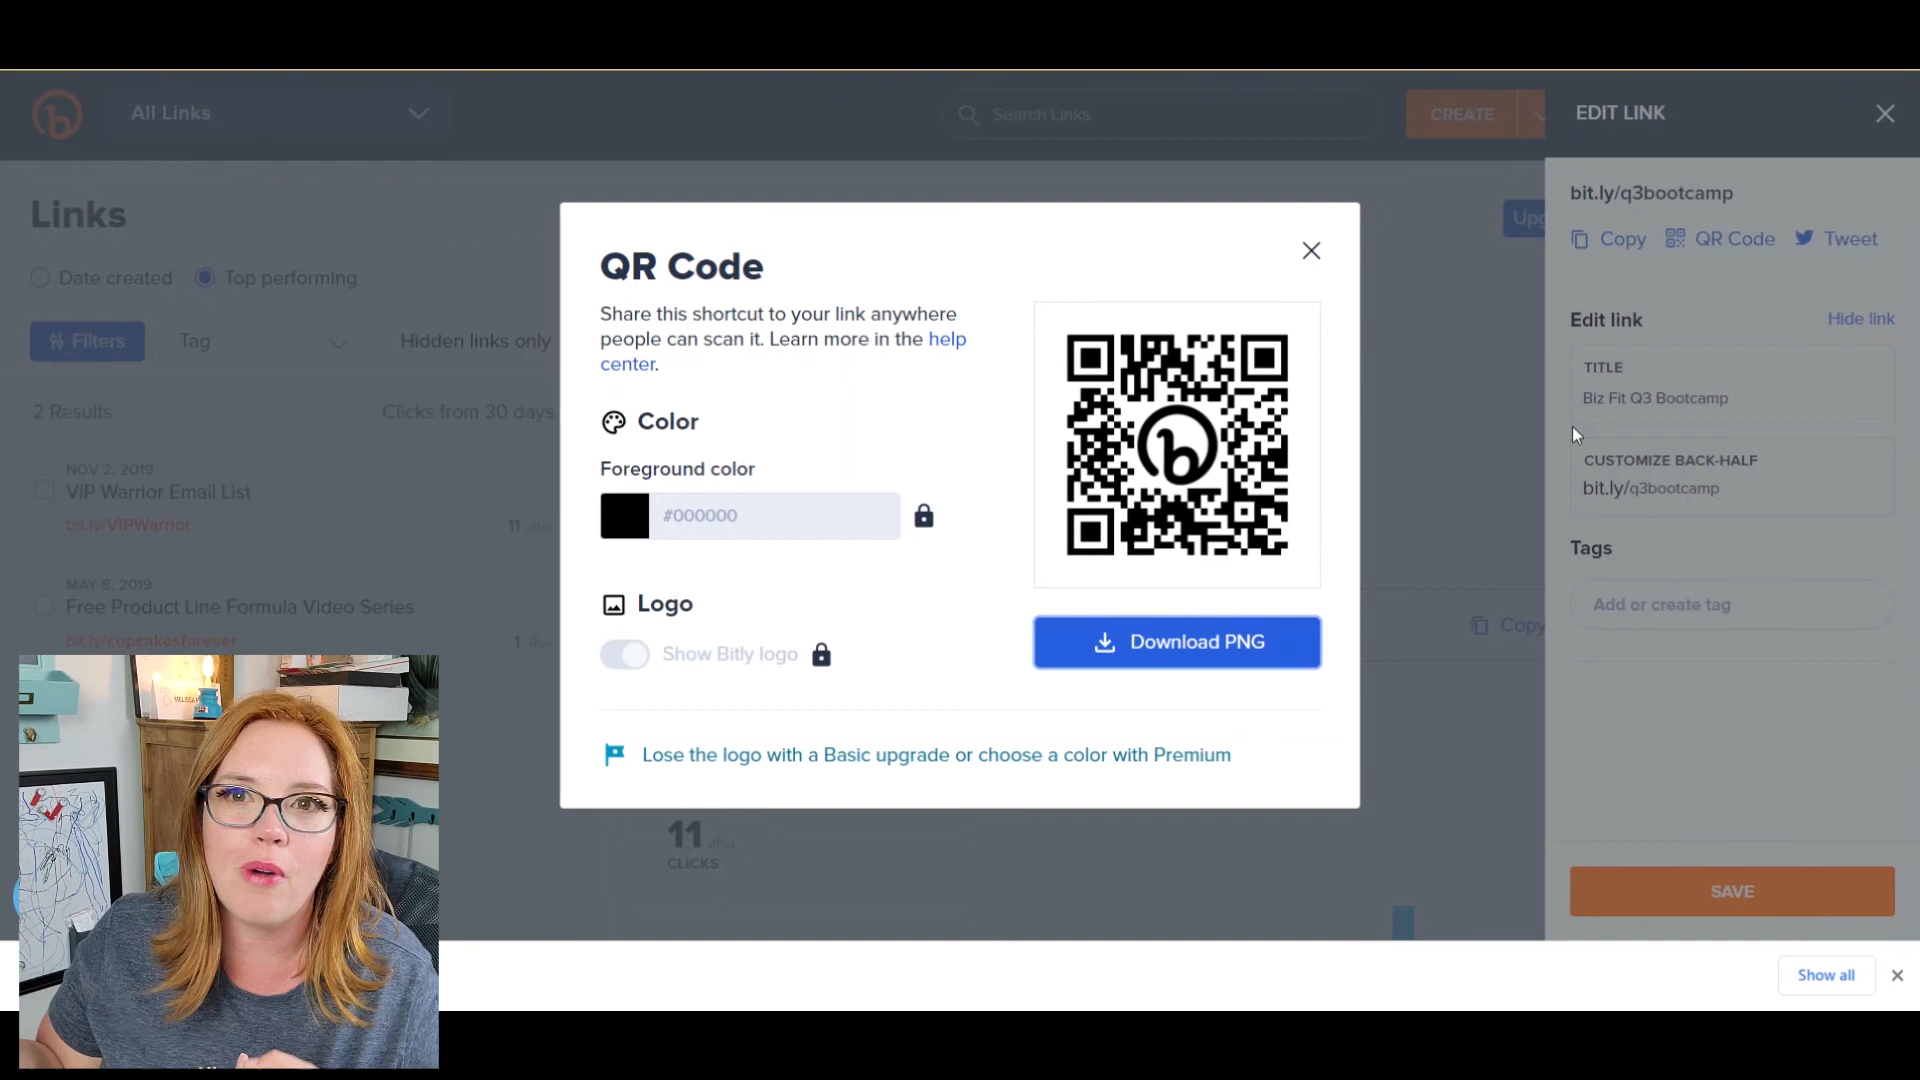 All Links
Search Links
CREATE
EDIT LINK
Links
Date created
Top performing
Filters
Tag
Hidden links only
2 Results
Clicks from 30 days
NOV 2, 2019
VIP Warrior Email List
bit.ly/VIPWarrior
11
MAY 8, 2019
Free Product Line Formula Video Series
bit.ly/cupcakesforever
1
QR Code
Share this shortcut to your link anywhere
people can scan it. Learn more in the help
center.
Color
Foreground color
#000000
Logo
Show Bitly logo
Download PNG
Lose the logo with a Basic upgrade or choose a color with Premium
Copy
11
CLICKS
bit.ly/q3bootcamp
Copy QR Code Tweet
Edit link
Hide link
TITLE
Biz Fit Q3 Bootcamp
CUSTOMIZE BACK-HALF
bit.ly/q3bootcamp
Tags
Add or create tag
SAVE
Show all